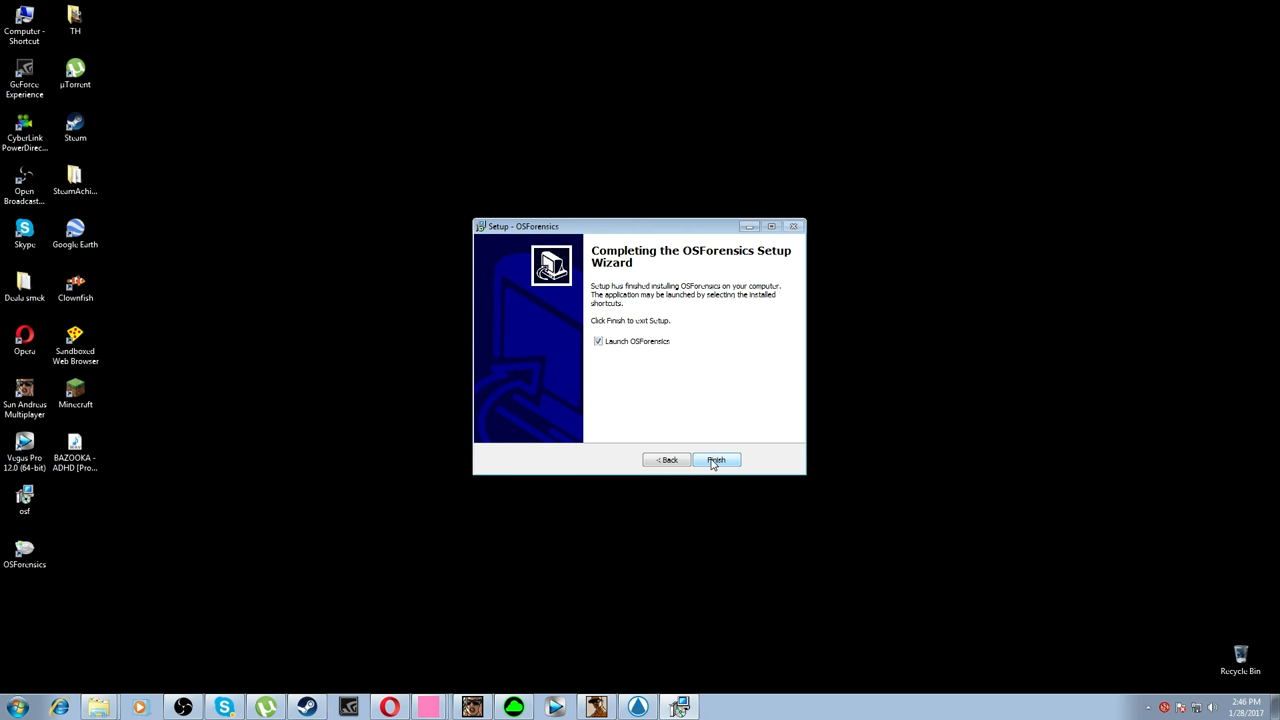 Computer -
Shortcut
TH
GeForce
Experience
µTorrent
CyberLink
PowerDirec...
Steam
Open
Broadcast...
SteamAchi...
Skype
Google Earth
Deala smek
Clownfish
Opera
Sandboxed
Web Browser
San Andreas
Multiplayer
Minecraft
Vegas Pro
12.0 (64-bit)
BAZOOKA -
ADHD [Pro...
osf
OSForensics
Setup - OSForensics
Completing the OSForensics Setup
Wizard
Setup has finished installing OSForensics on your computer.
The application may be launched by selecting the installed
shortcuts.
Click Finish to exit Setup.
Launch OSForensics
< Back
Finish
Recycle Bin
2:46 PM
1/28/2017